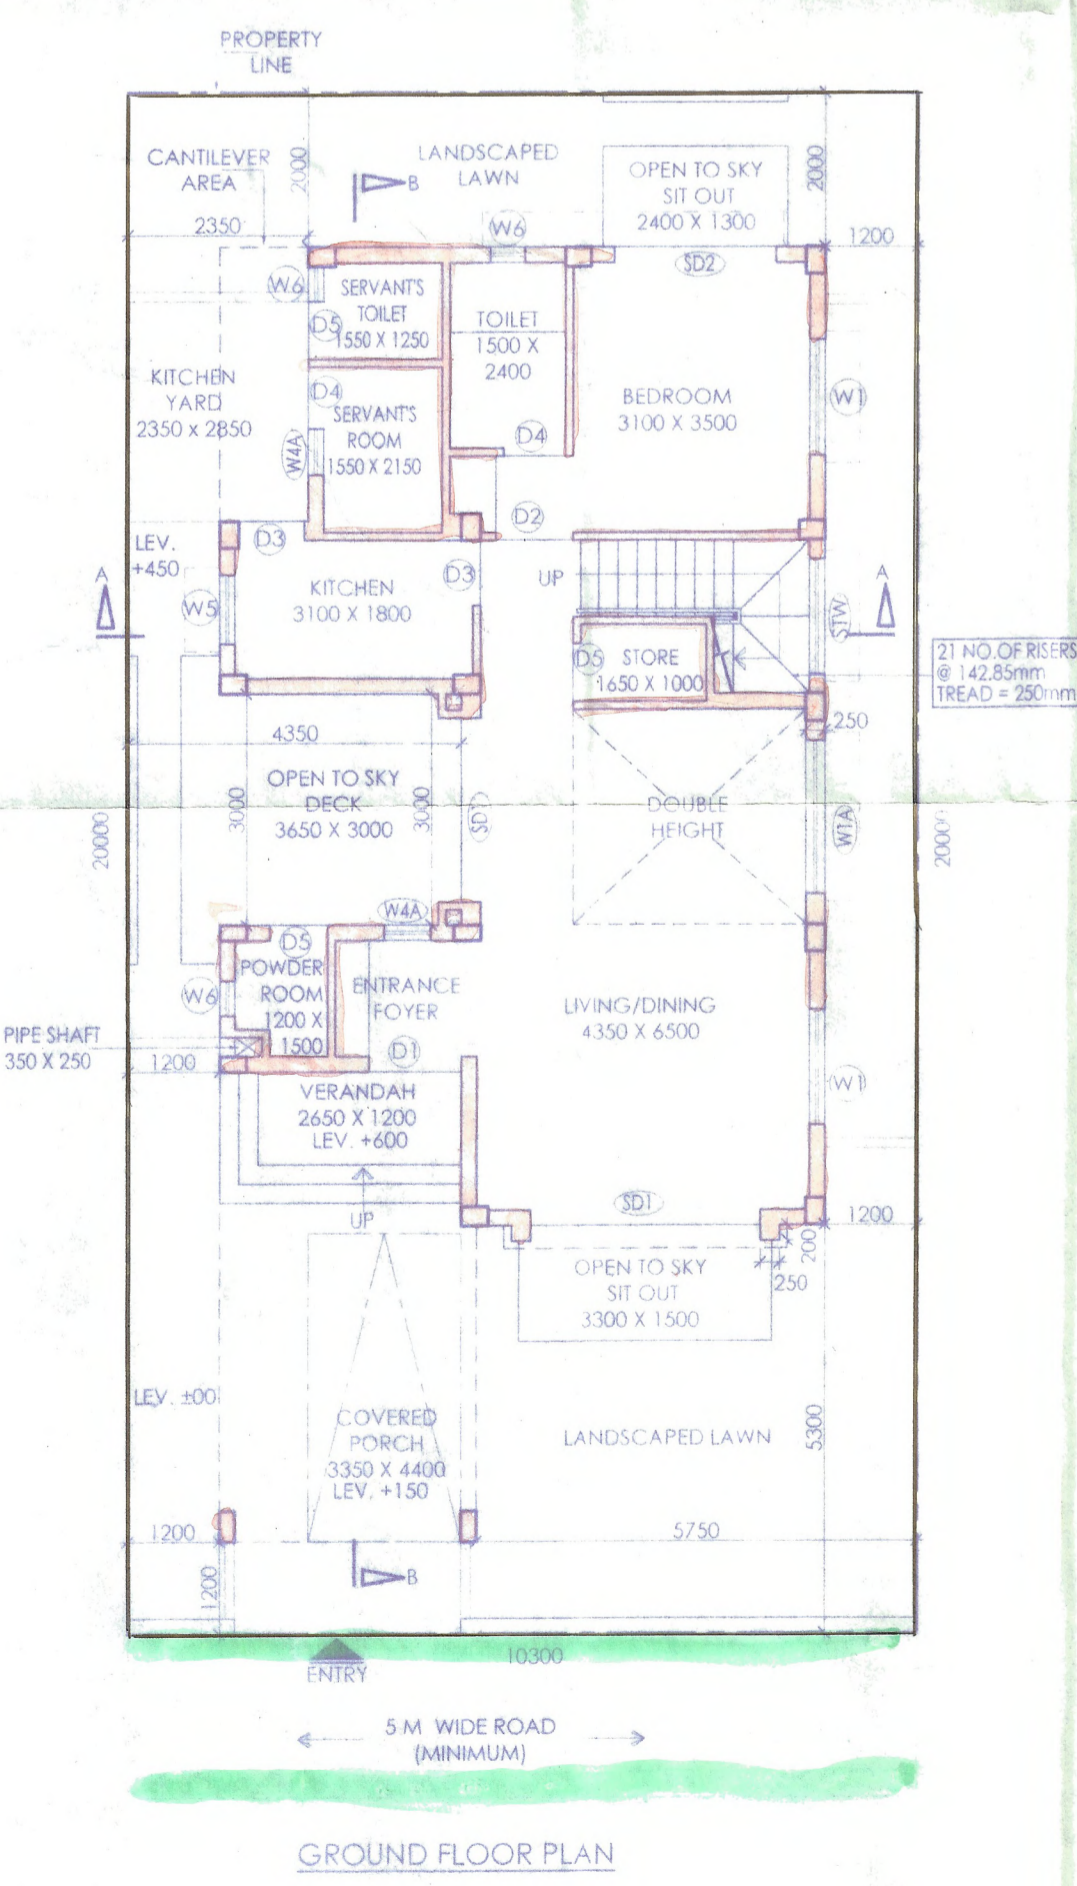 PROPERTY
LINE
CANTILEVER
AREA
2000
B
LANDSCAPED
LAWN
OPEN TO SKY
SIT OUT
2400 X 1300
2000
2350
W6
1200
SD2
W6
SERVANT'S
TOILET
1550 X 1250
D5
TOILET
1500 X
2400
KITCHEN
YARD
2350 x 2850
D4
SERVANT'S
ROOM
1550 X 2150
W4A
BEDROOM
3100 X 3500
W1
D4
D2
D3
LEV.
+450
A
W5
KITCHEN
3100 X 1800
D3
UP
A
STW
D5
STORE
1650 X 1000
21 NO.OF RISERS
@ 142.85mm
TREAD = 250mm
250
4350
OPEN TO SKY
DECK
3650 X 3000
3000
3000
SD1
DOUBLE
HEIGHT
W1A
20000
20000
W4A
D5
POWDER
ROOM
1200 X
1500
W6
ENTRANCE
FOYER
D1
LIVING/DINING
4350 X 6500
PIPE SHAFT
350 X 250
1200
W1
VERANDAH
2650 X 1200
LEV. +600
UP
SD1
1200
200
250
OPEN TO SKY
SIT OUT
3300 X 1500
LEV. ±00
COVERED
PORCH
3350 X 4400
LEV. +150
LANDSCAPED LAWN
5300
1200
5750
1200
B
10300
ENTRY
5 M WIDE ROAD
(MINIMUM)
GROUND FLOOR PLAN